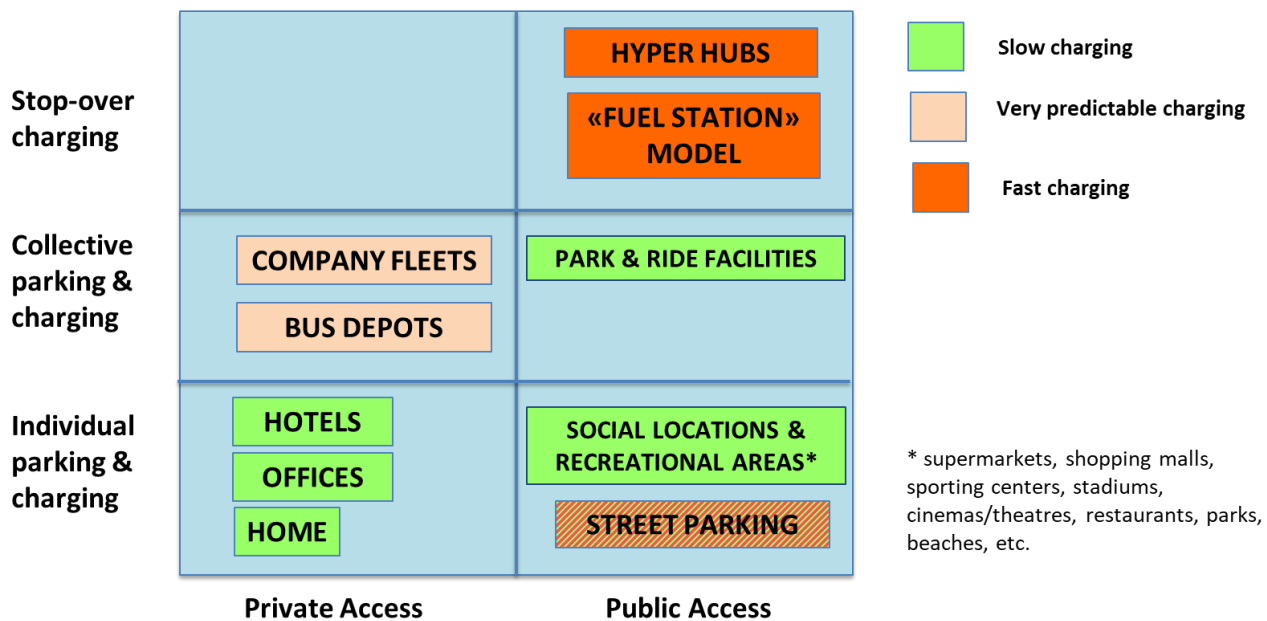 Stop-over
charging
HYPER HUBS
«FUEL STATION»
MODEL
Slow charging
Very predictable charging
Fast charging
Collective
parking &
charging
COMPANY FLEETS
BUS DEPOTS
PARK & RIDE FACILITIES
Individual
parking &
charging
HOTELS
OFFICES
HOME
SOCIAL LOCATIONS &
RECREATIONAL AREAS*
STREET PARKING
* supermarkets, shopping malls,
sporting centers, stadiums,
cinemas/theatres, restaurants, parks,
beaches, etc.
Private Access
Public Access